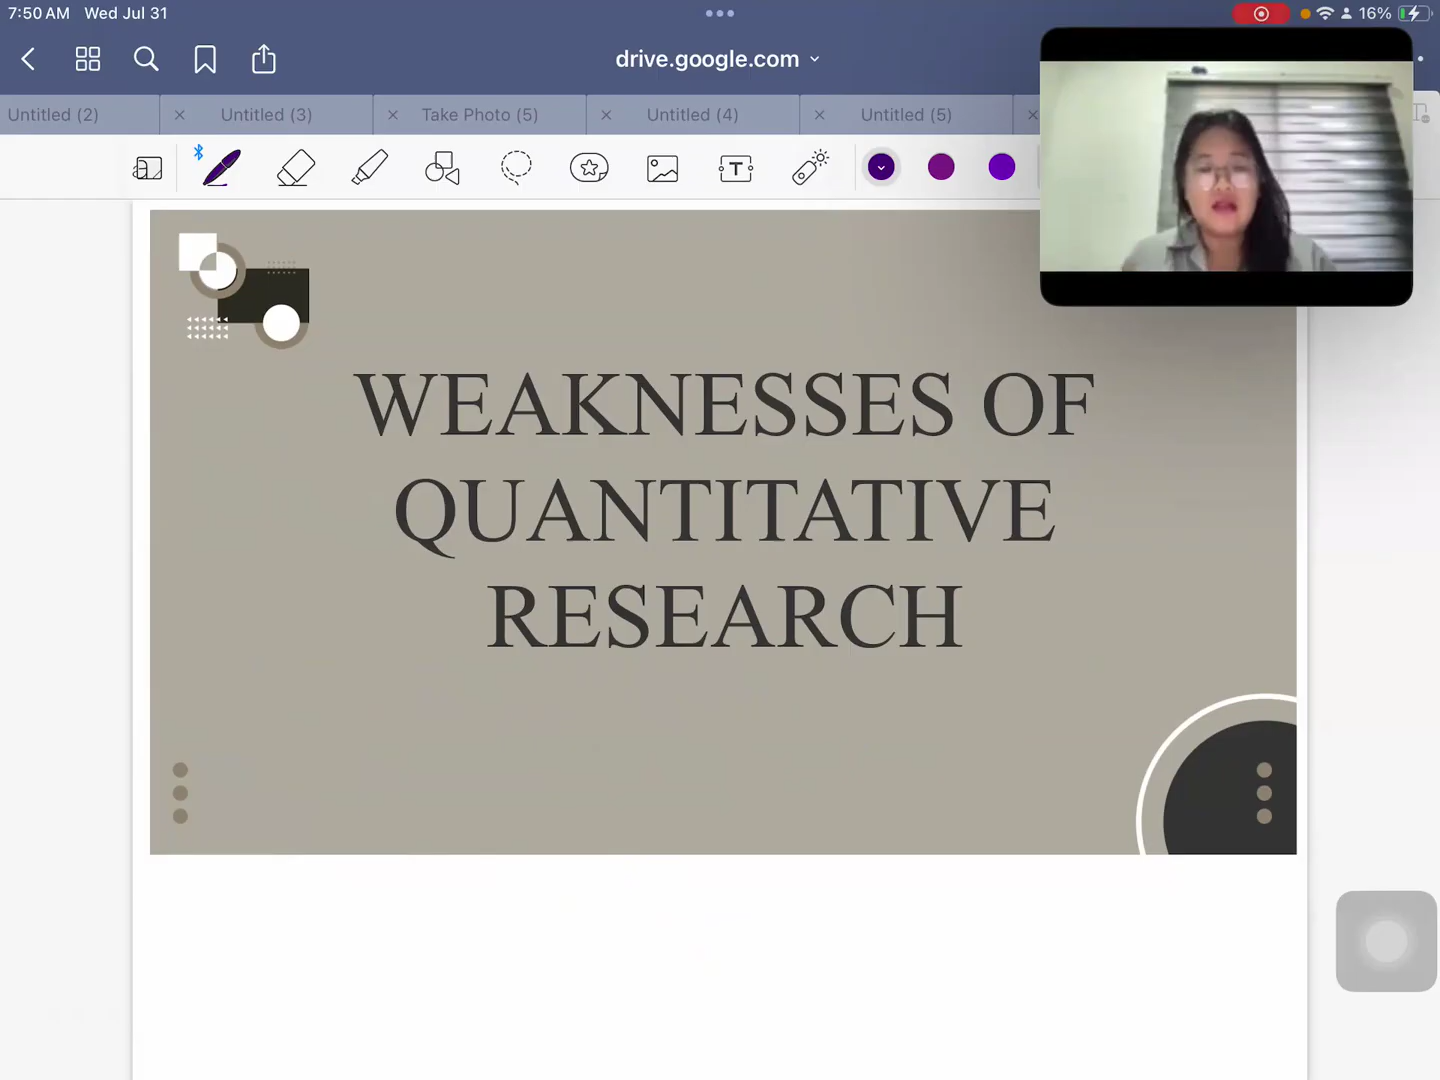 7:50 AM Wed Jul 31
16%
drive.google.com
Untitled (2)
Untitled (3)
Take Photo (5)
Untitled (4)
Untitled (5)
T
WEAKNESSES OF
QUANTITATIVE
RESEARCH